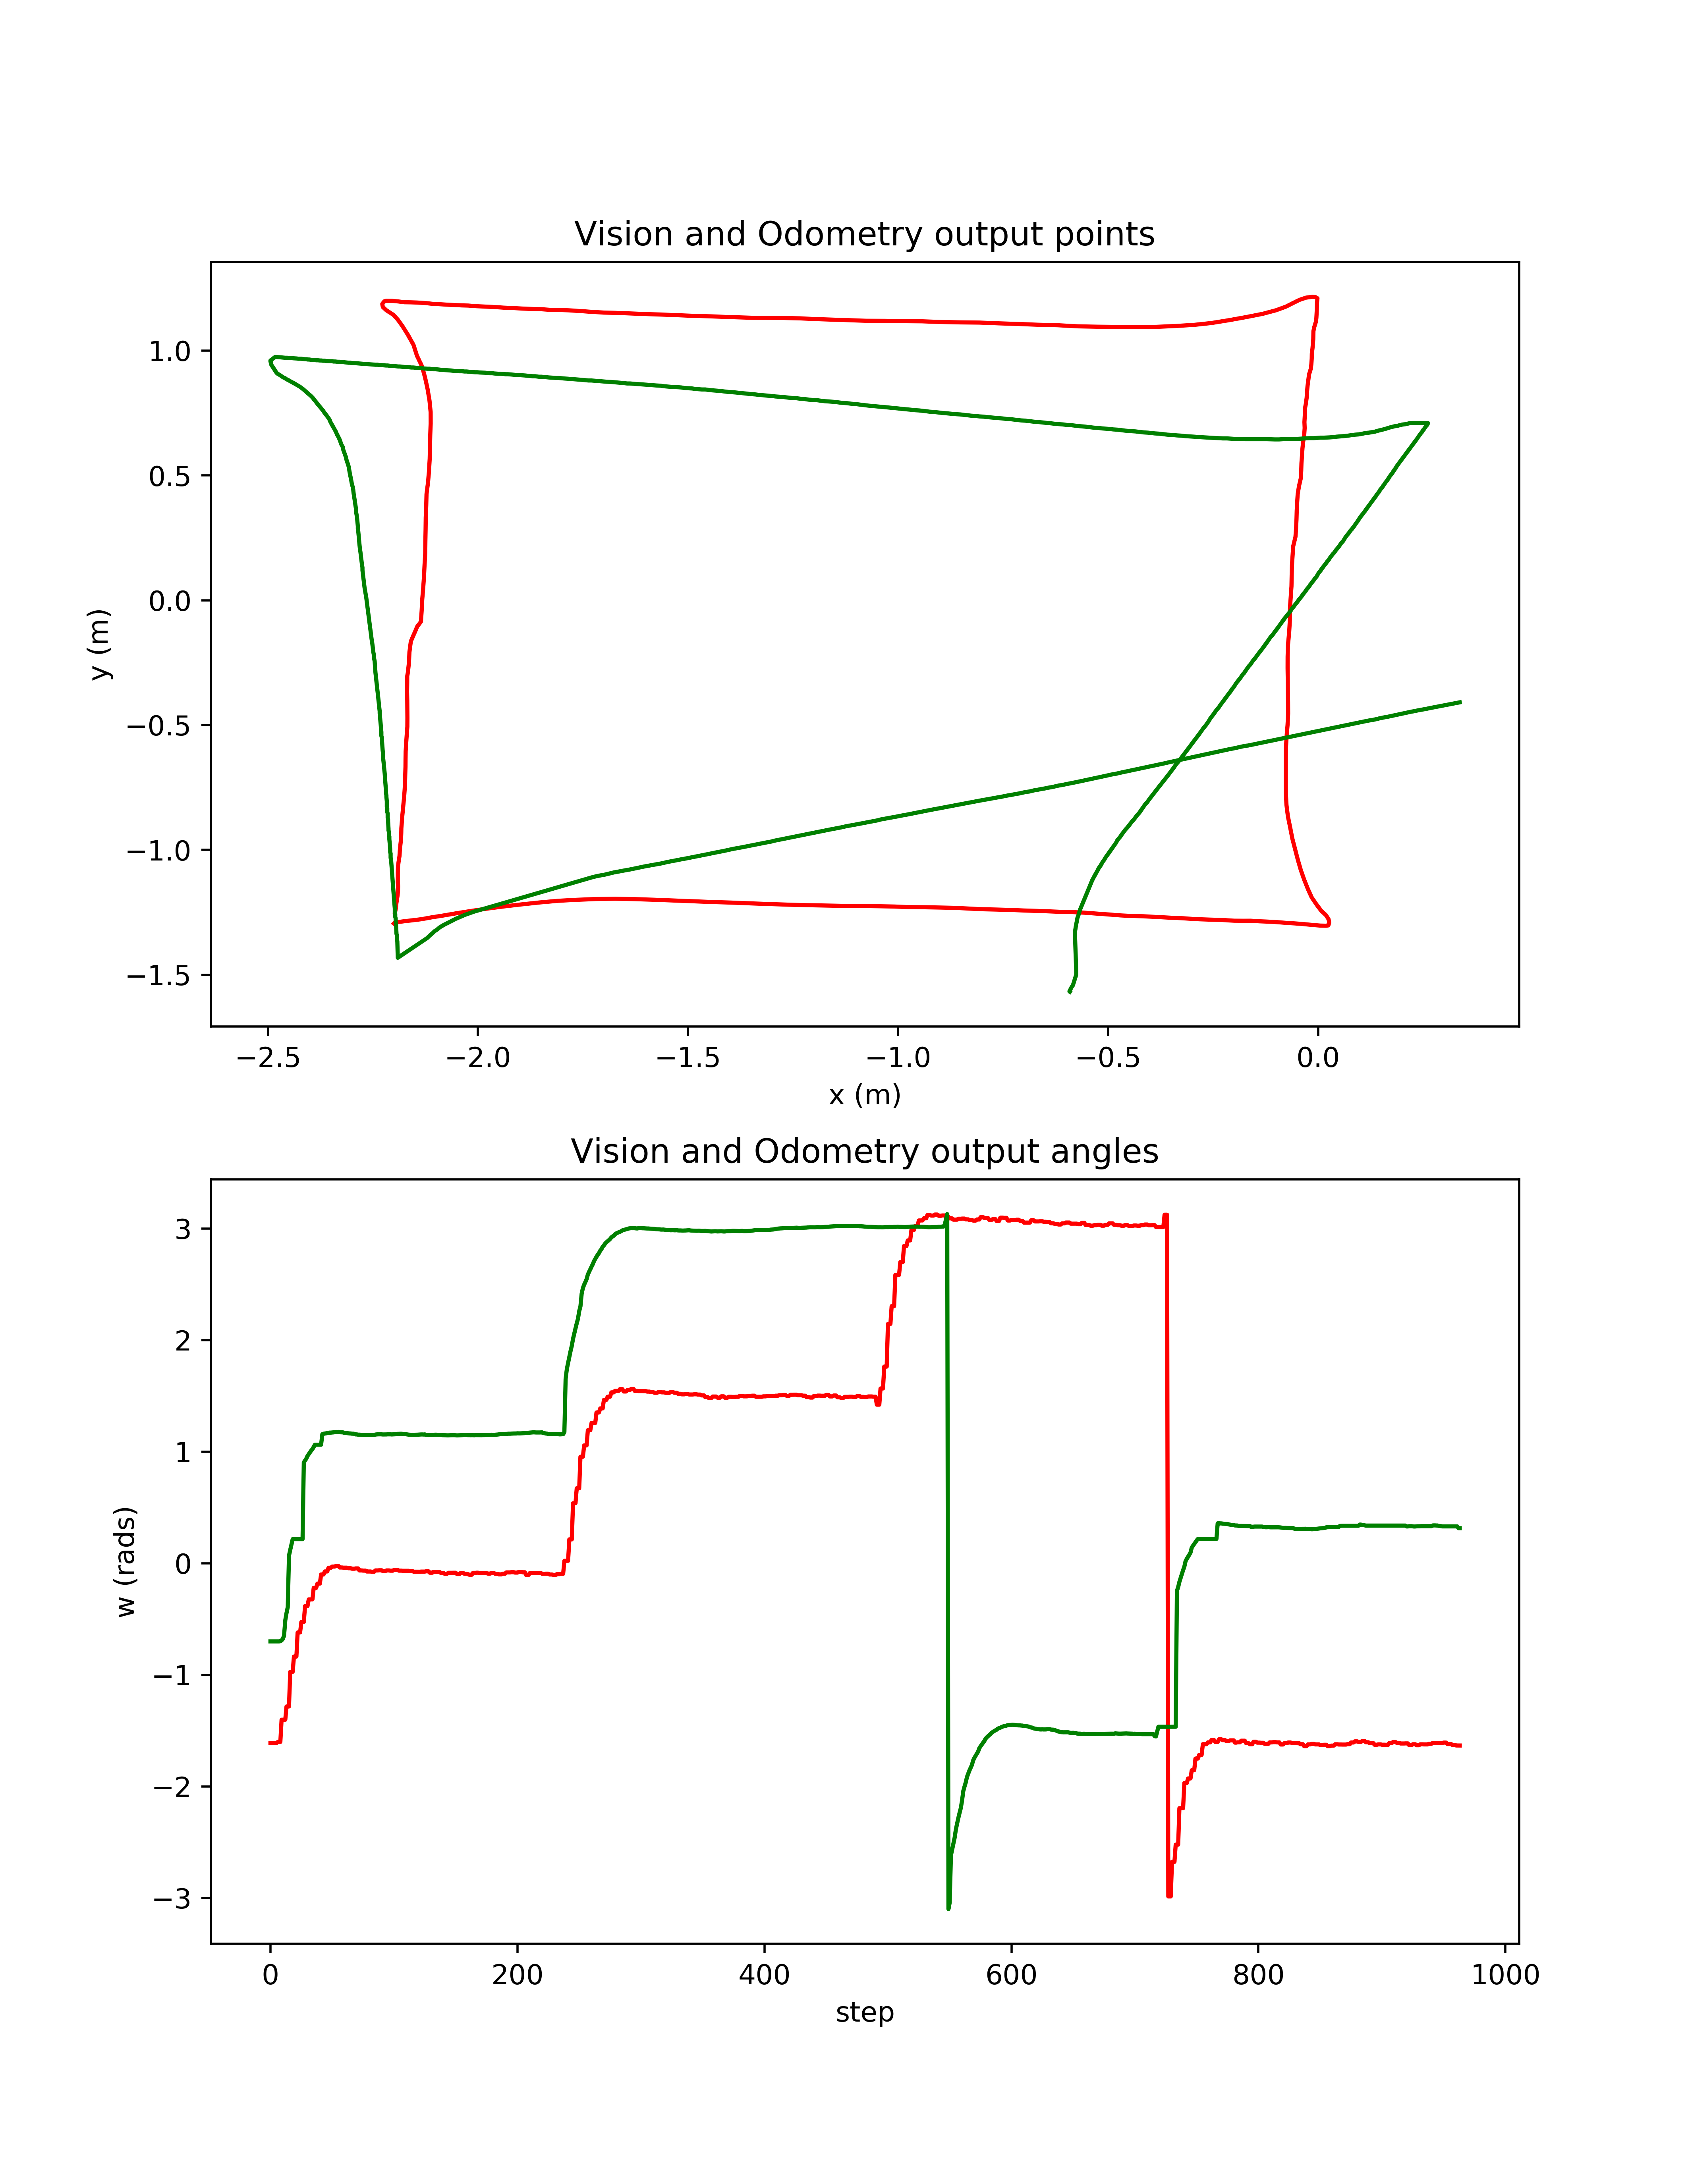 Vision and Odometry output points
1.0
0.5
0.0
−0.5
−1.0
−1.5
y (m)
−2.5 −2.0 −1.5 −1.0 −0.5 0.0
x (m)
Vision and Odometry output angles
3
2
1
0
−1
−2
−3
w (rads)
0 200 400 600 800 1000
step